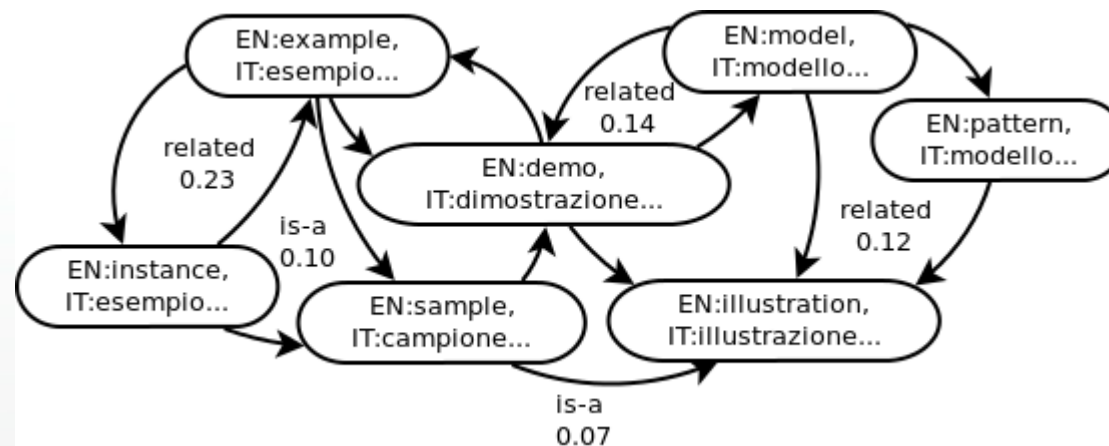 EN:example,
IT:esempio...
EN:model,
IT:modello...
related
0.14
EN:pattern,
IT:modello...
related
0.23
EN:demo,
IT:dimostrazione...
is-a
0.10
related
0.12
EN:instance,
IT:esempio...
EN:sample,
IT:campione...
EN:illustration,
IT:illustrazione...
is-a
0.07